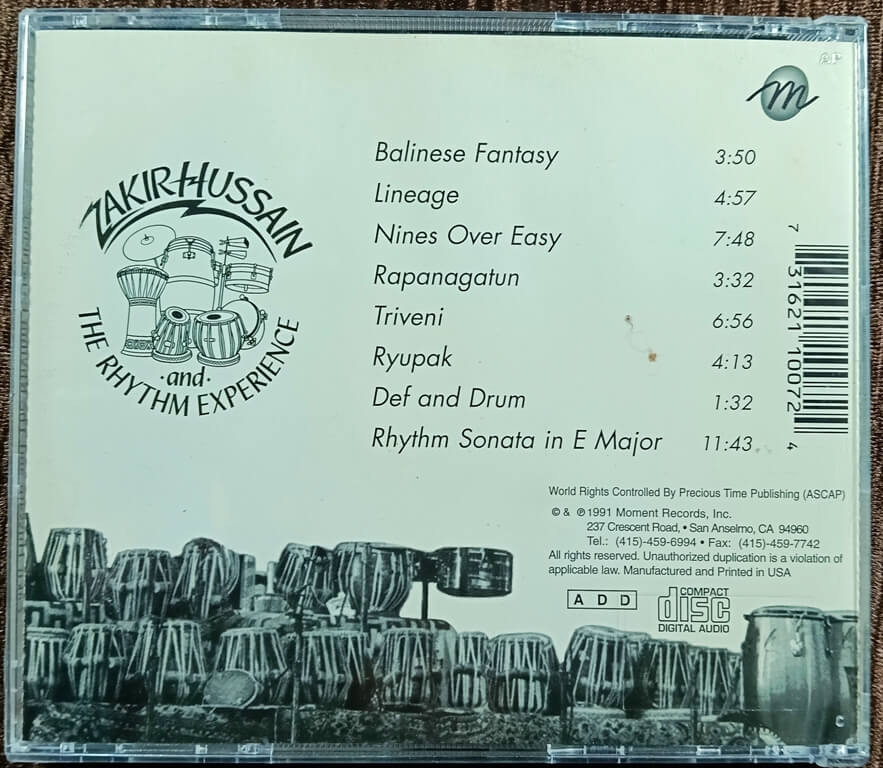 m
ZAKIR HUSSAIN
·and·
THE RHYTHM EXPERIENCE
Balinese Fantasy 3:50
Lineage 4:57
Nines Over Easy 7:48
Rapanagatun 3:32
Triveni 6:56
Ryupak 4:13
Def and Drum 1:32
Rhythm Sonata in E Major 11:43
7 31621 10072 4
World Rights Controlled By Precious Time Publishing (ASCAP)
© & ℗ 1991 Moment Records, Inc.
237 Crescent Road, • San Anselmo, CA 94960
Tel.: (415)-459-6994 • Fax: (415)-459-7742
All rights reserved. Unauthorized duplication is a violation of
applicable law. Manufactured and Printed in USA
A D D
COMPACT
disc
DIGITAL AUDIO